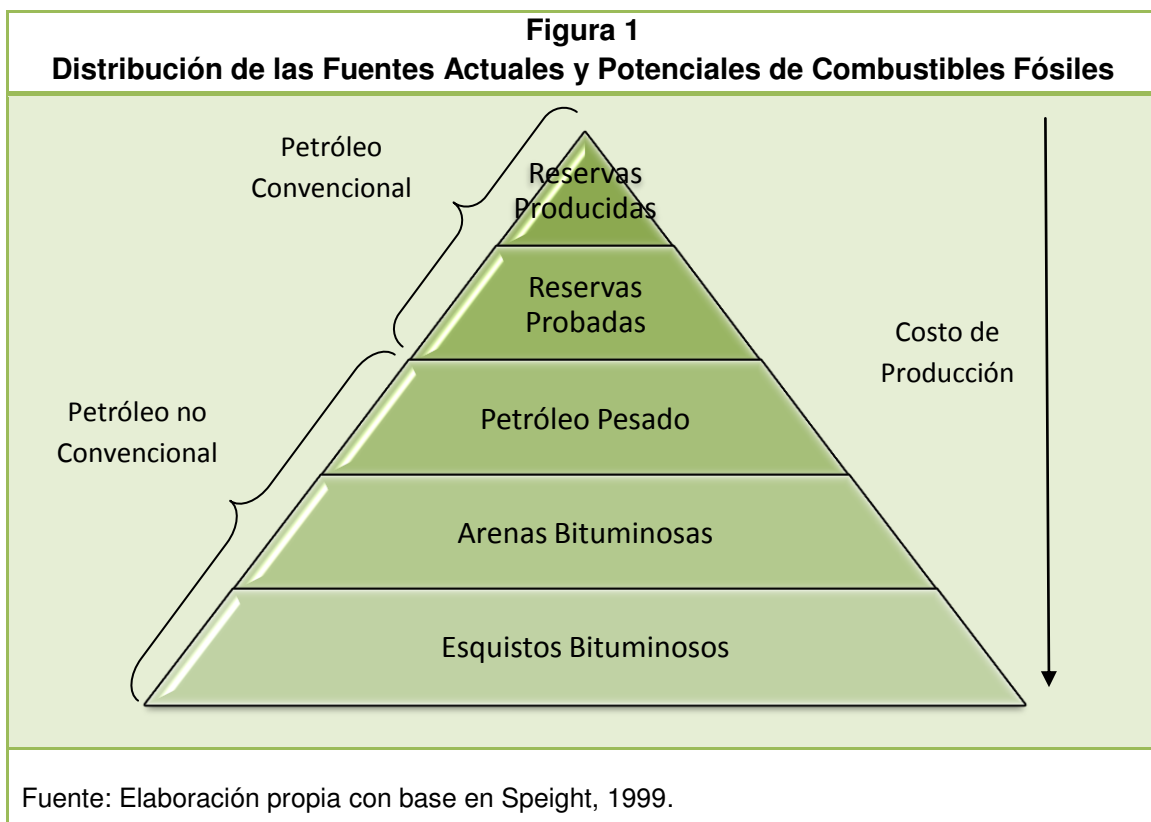 Figura 1
Distribución de las Fuentes Actuales y Potenciales de Combustibles Fósiles
Petróleo
Convencional
Reservas
Producidas
Reservas
Probadas
Costo de
Producción
Petróleo no
Convencional
Petróleo Pesado
Arenas Bituminosas
Esquistos Bituminosos
Fuente: Elaboración propia con base en Speight, 1999.